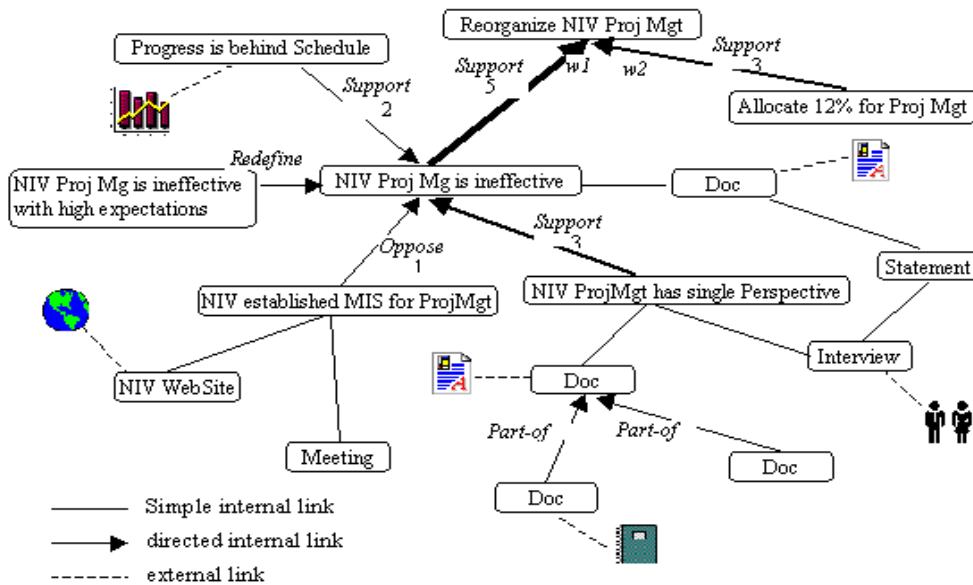 Reorganize NIV Proj Mgt
Progress is behind Schedule
Support
5
w1
w2
Support
3
Support
2
Allocate 12% for Proj Mgt
Redefine
NIV Proj Mg is ineffective
with high expectations
NIV Proj Mg is ineffective
Doc
Support
3
Oppose
1
Statement
NIV established MIS for ProjMgt
NIV ProjMgt has single Perspective
Interview
NIV WebSite
Doc
Part-of
Part-of
Meeting
Doc
Doc
Simple internal link
directed internal link
external link